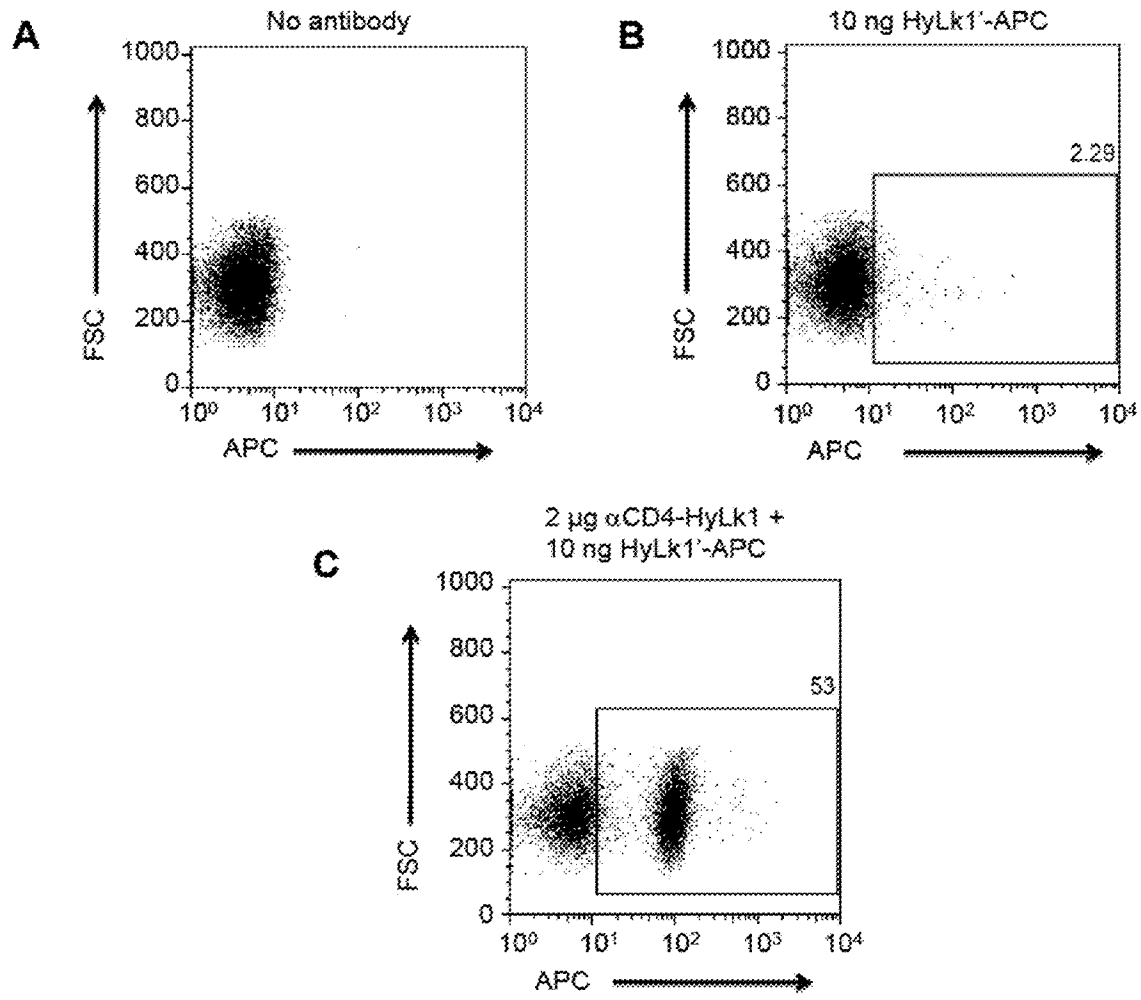 A
No antibody
1000
800
600
400
200
0
FSC
10⁰ 10¹ 10² 10³ 10⁴
APC
B
10 ng HyLk1'-APC
1000
800
600
400
200
0
FSC
2.29
10⁰ 10¹ 10² 10³ 10⁴
APC
C
2 µg αCD4-HyLk1 +
10 ng HyLk1'-APC
1000
800
600
400
200
0
FSC
53
10⁰ 10¹ 10² 10³ 10⁴
APC